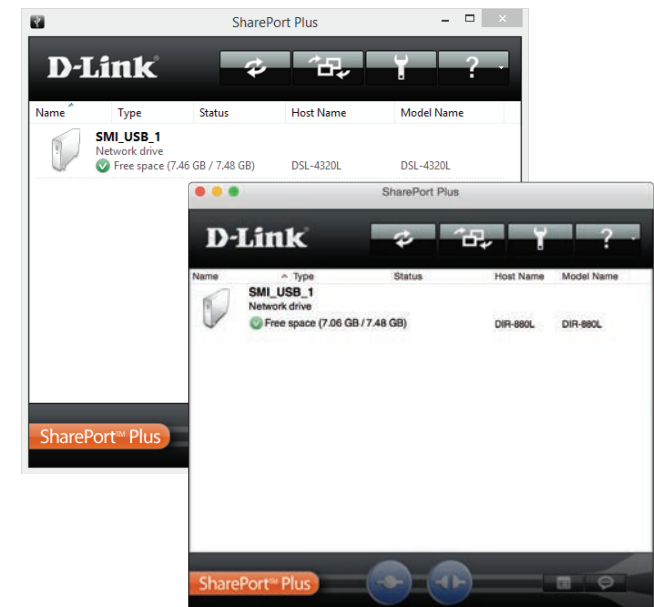 SharePort Plus
D-Link
?
Name Type Status Host Name Model Name
SMI_USB_1
Network drive
Free space (7.46 GB / 7.48 GB) DSL-4320L DSL-4320L
SharePort™ Plus
SharePort Plus
D-Link
?
Name Type Status Host Name Model Name
SMI_USB_1
Network drive
Free space (7.06 GB / 7.48 GB) DIR-880L DIR-880L
SharePort™ Plus